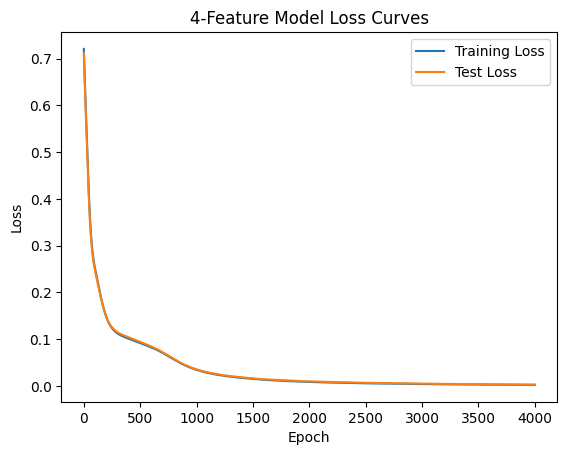 4-Feature Model Loss Curves
Training Loss
Test Loss
0.7
0.6
0.5
0.4
0.3
0.2
0.1
0.0
Loss
0 500 1000 1500 2000 2500 3000 3500 4000
Epoch